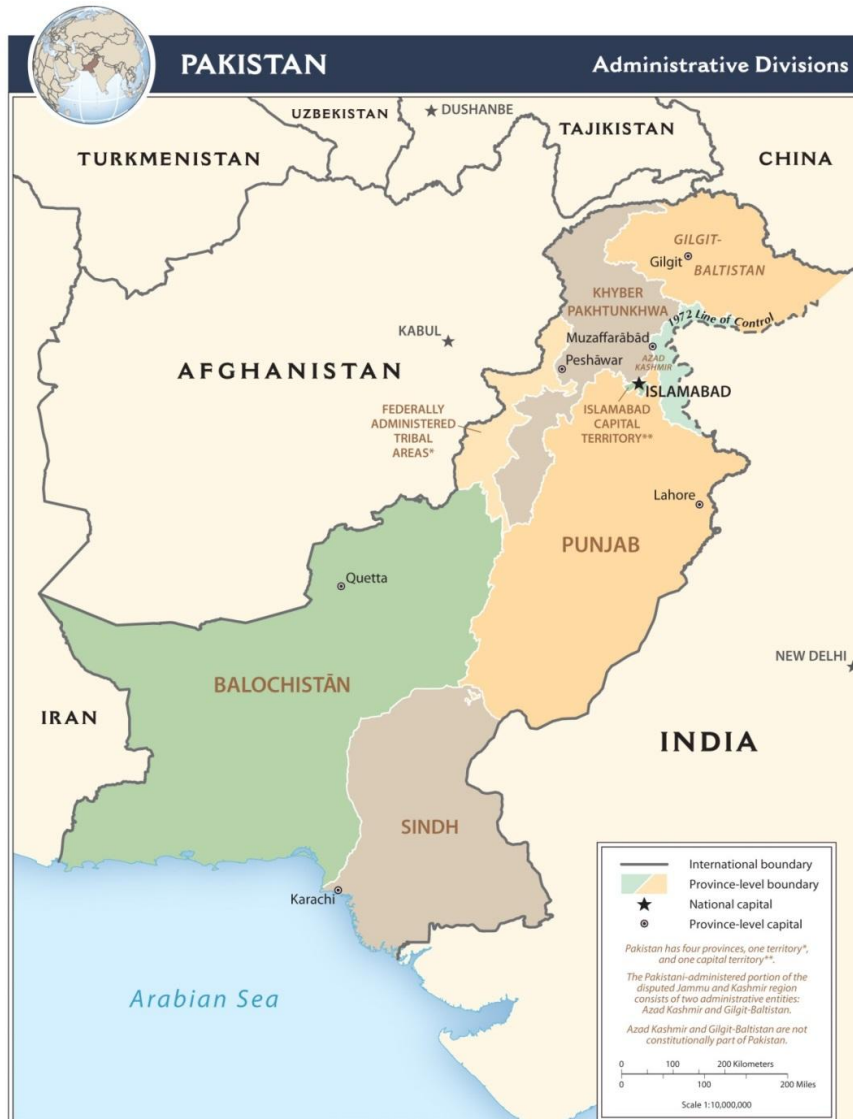 PAKISTAN
Administrative Divisions
UZBEKISTAN
DUSHANBE
TAJIKISTAN
TURKMENISTAN
CHINA
GILGIT-
BALTISTAN
Gilgit
KHYBER
PAKHTUNKHWA
1972 Line of Control
KABUL
Muzaffarābād
AZAD
KASHMIR
Peshāwar
AFGHANISTAN
ISLAMABAD
FEDERALLY
ADMINISTERED
TRIBAL
AREAS*
ISLAMABAD
CAPITAL
TERRITORY**
Lahore
PUNJAB
Quetta
NEW DELHI
BALOCHISTĀN
IRAN
INDIA
SINDH
Karachi
Arabian Sea
International boundary
Province-level boundary
National capital
Province-level capital
Pakistan has four provinces, one territory*,
and one capital territory**.
The Pakistani-administered portion of the
disputed Jammu and Kashmir region
consists of two administrative entities:
Azad Kashmir and Gilgit-Baltistan.
Azad Kashmir and Gilgit-Baltistan are not
constitutionally part of Pakistan.
0 100 200 Kilometers
0 100 200 Miles
Scale 1:10,000,000